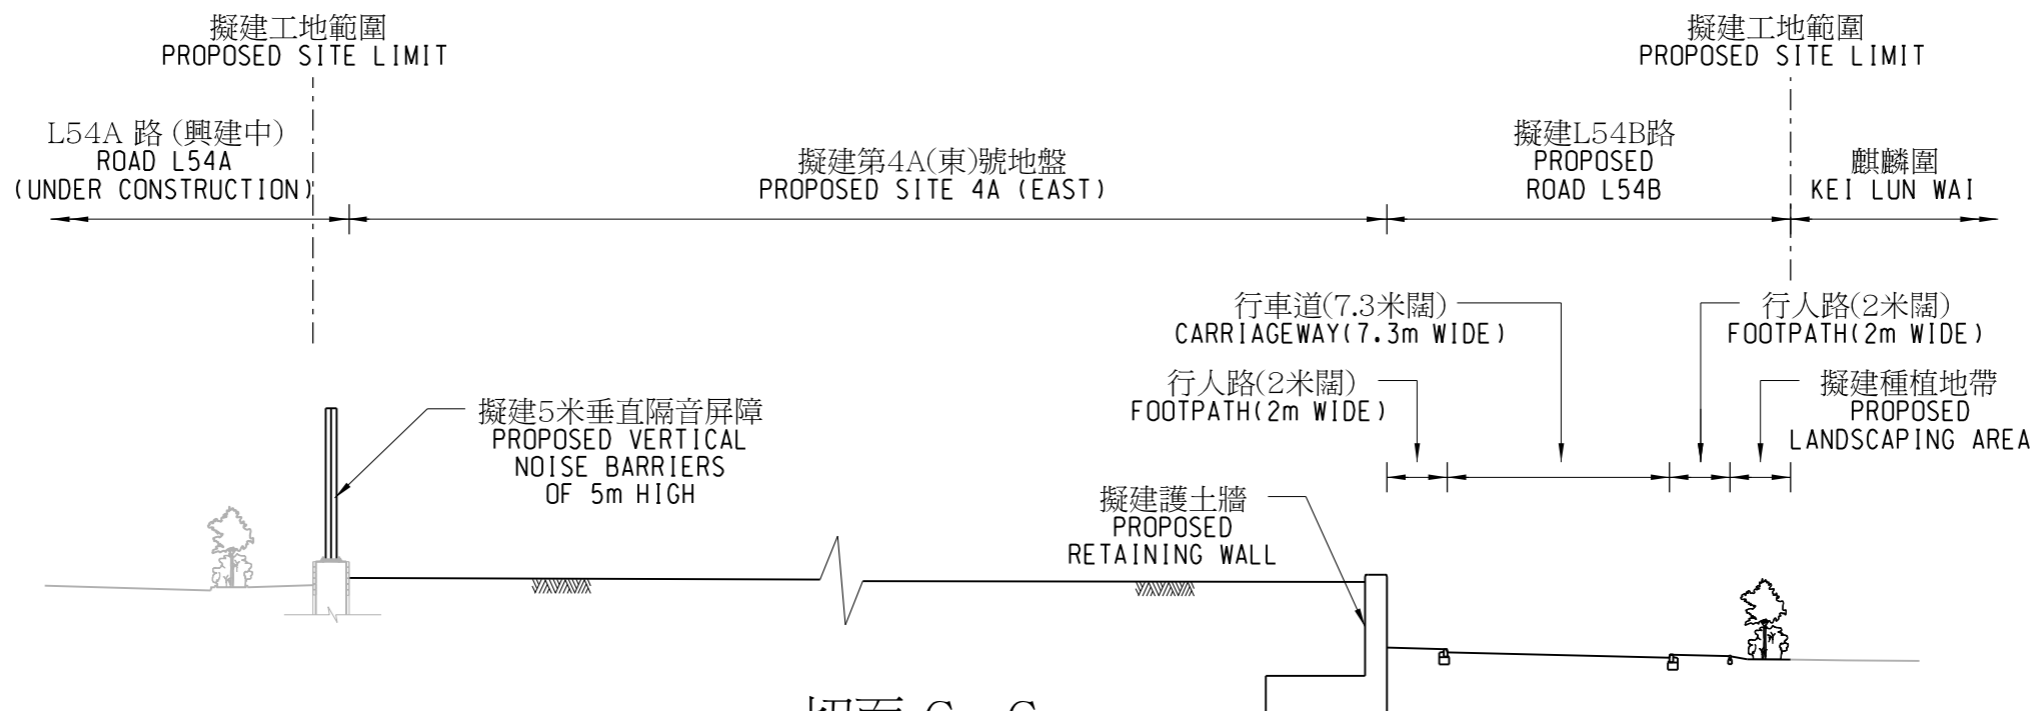 擬建工地範圍
PROPOSED SITE LIMIT
擬建工地範圍
PROPOSED SITE LIMIT
L54A 路 (興建中)
ROAD L54A
(UNDER CONSTRUCTION)
擬建第4A(東)號地盤
PROPOSED SITE 4A (EAST)
擬建L54B路
PROPOSED
ROAD L54B
麒麟圍
KEI LUN WAI
行車道(7.3米闊)
CARRIAGEWAY(7.3m WIDE)
行人路(2米闊)
FOOTPATH(2m WIDE)
行人路(2米闊)
FOOTPATH(2m WIDE)
擬建種植地帶
PROPOSED
LANDSCAPING AREA
擬建5米垂直隔音屏障
PROPOSED VERTICAL
NOISE BARRIERS
OF 5m HIGH
擬建護土牆
PROPOSED
RETAINING WALL